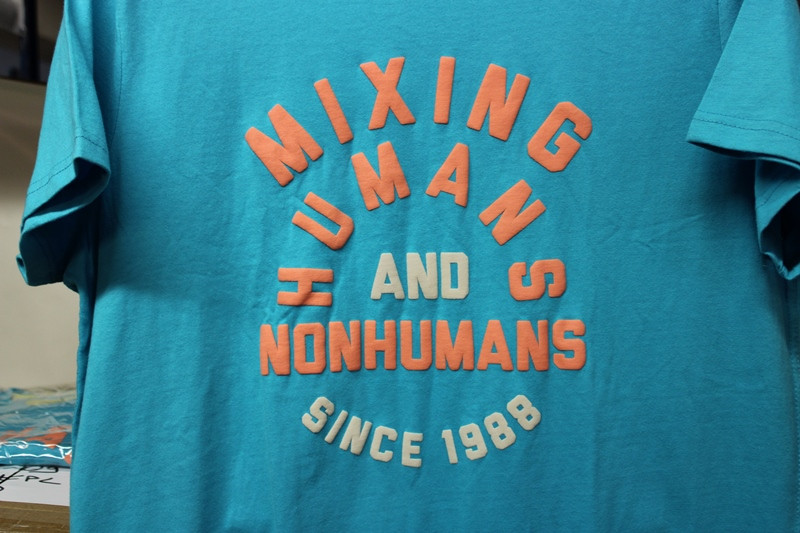 MIXING
HUMANS
AND
NONHUMANS
SINCE 1988